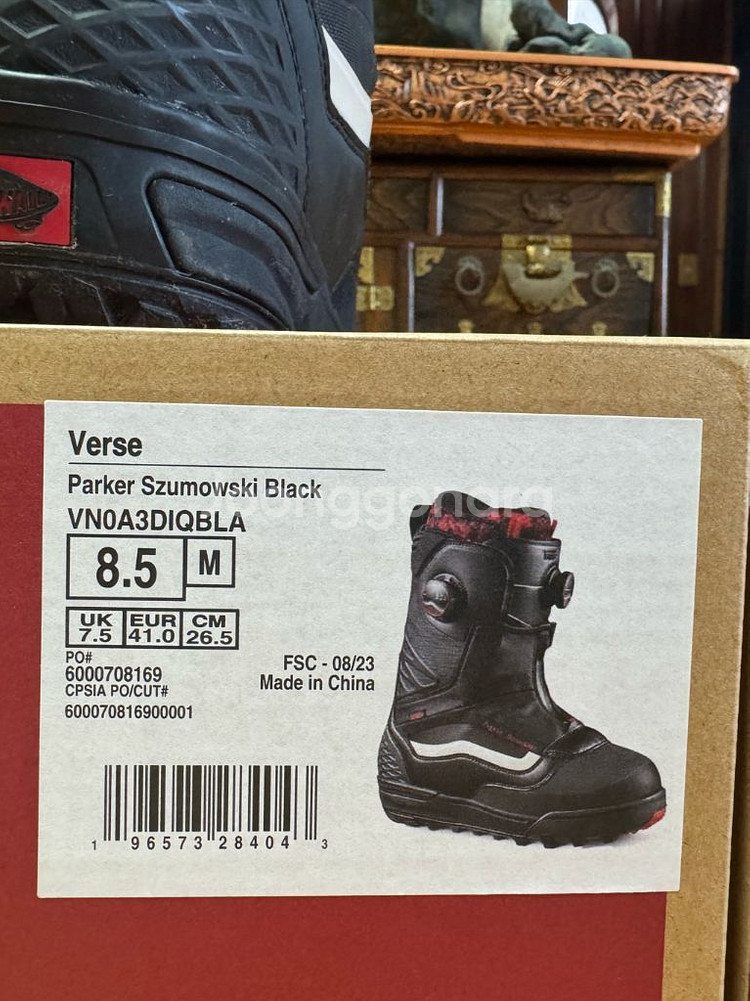 Verse
Parker Szumowski Black
VN0A3DIQBLA
8.5 M
UK EUR CM
7.5 41.0 26.5
PO#
6000708169
CPSIA PO/CUT#
600070816900001
FSC - 08/23
Made in China
1 96573 28404 3